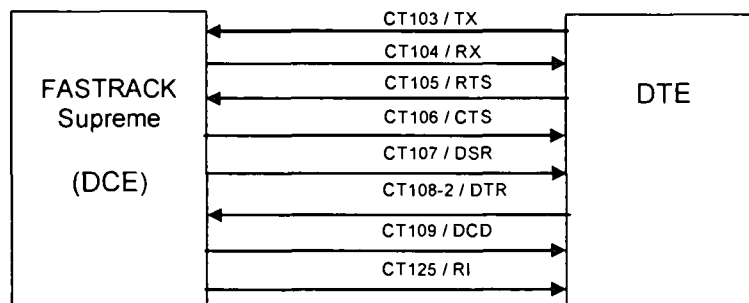 CT103 / TX
CT104 / RX
CT105 / RTS
CT106 / CTS
CT107 / DSR
CT108-2 / DTR
CT109 / DCD
CT125 / RI
FASTRACK
Supreme
(DCE)
DTE